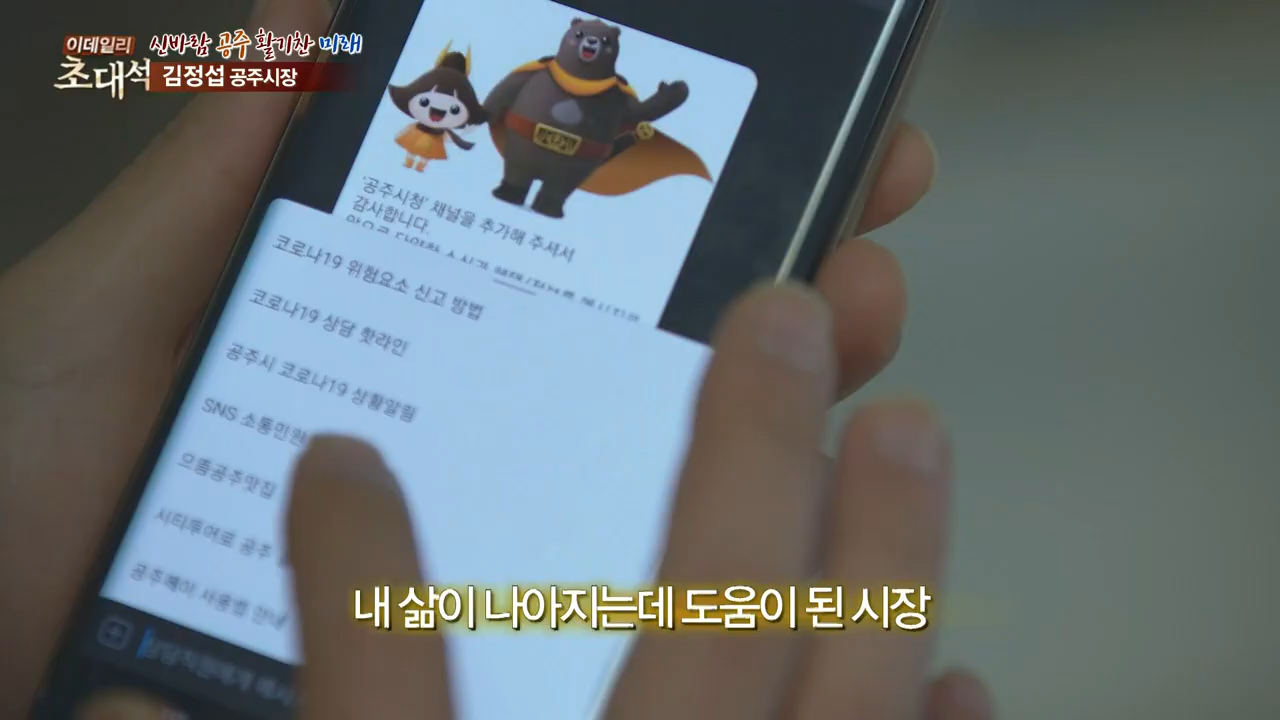 이데일리
초대석
신바람 공주 활기찬 미래
김정섭 공주시장
'공주시청' 채널을 추가해 주셔서
감사합니다.
코로나19 위험요소 신고 방법
코로나19 상담 핫라인
공주시 코로나19 상황알림
SNS 소통민원
으뜸공주맛집
시티투어로 공주
공주페이 사용법 안내
내 삶이 나아지는데 도움이 된 시장